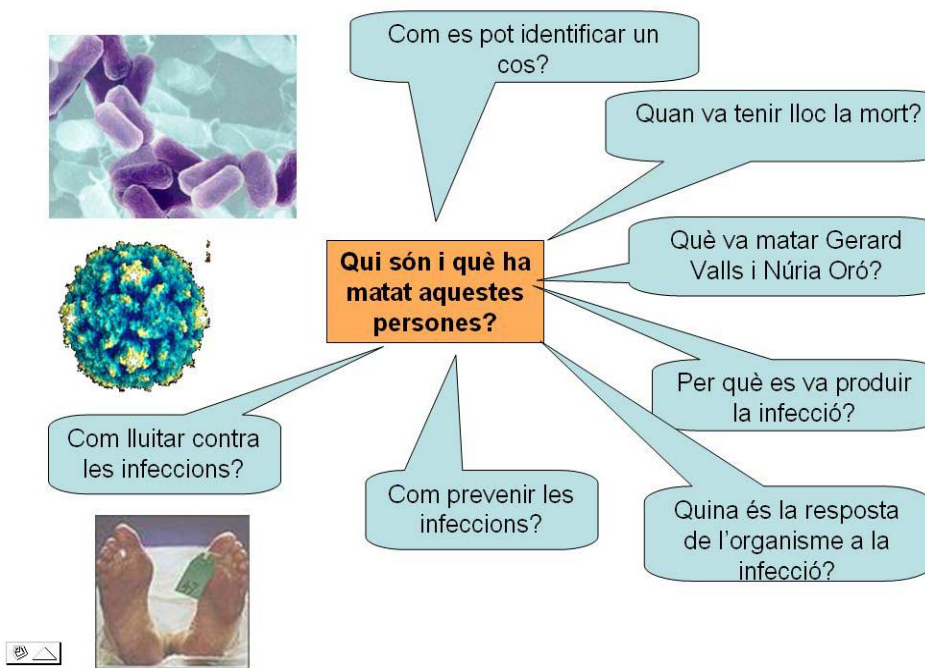 Com es pot identificar un
cos?
Quan va tenir lloc la mort?
Què va matar Gerard
Valls i Núria Oró?
Qui són i què ha
matat aquestes
persones?
Per què es va produir
la infecció?
Com lluitar contra
les infeccions?
Com prevenir les
infeccions?
Quina és la resposta
de l’organisme a la
infecció?